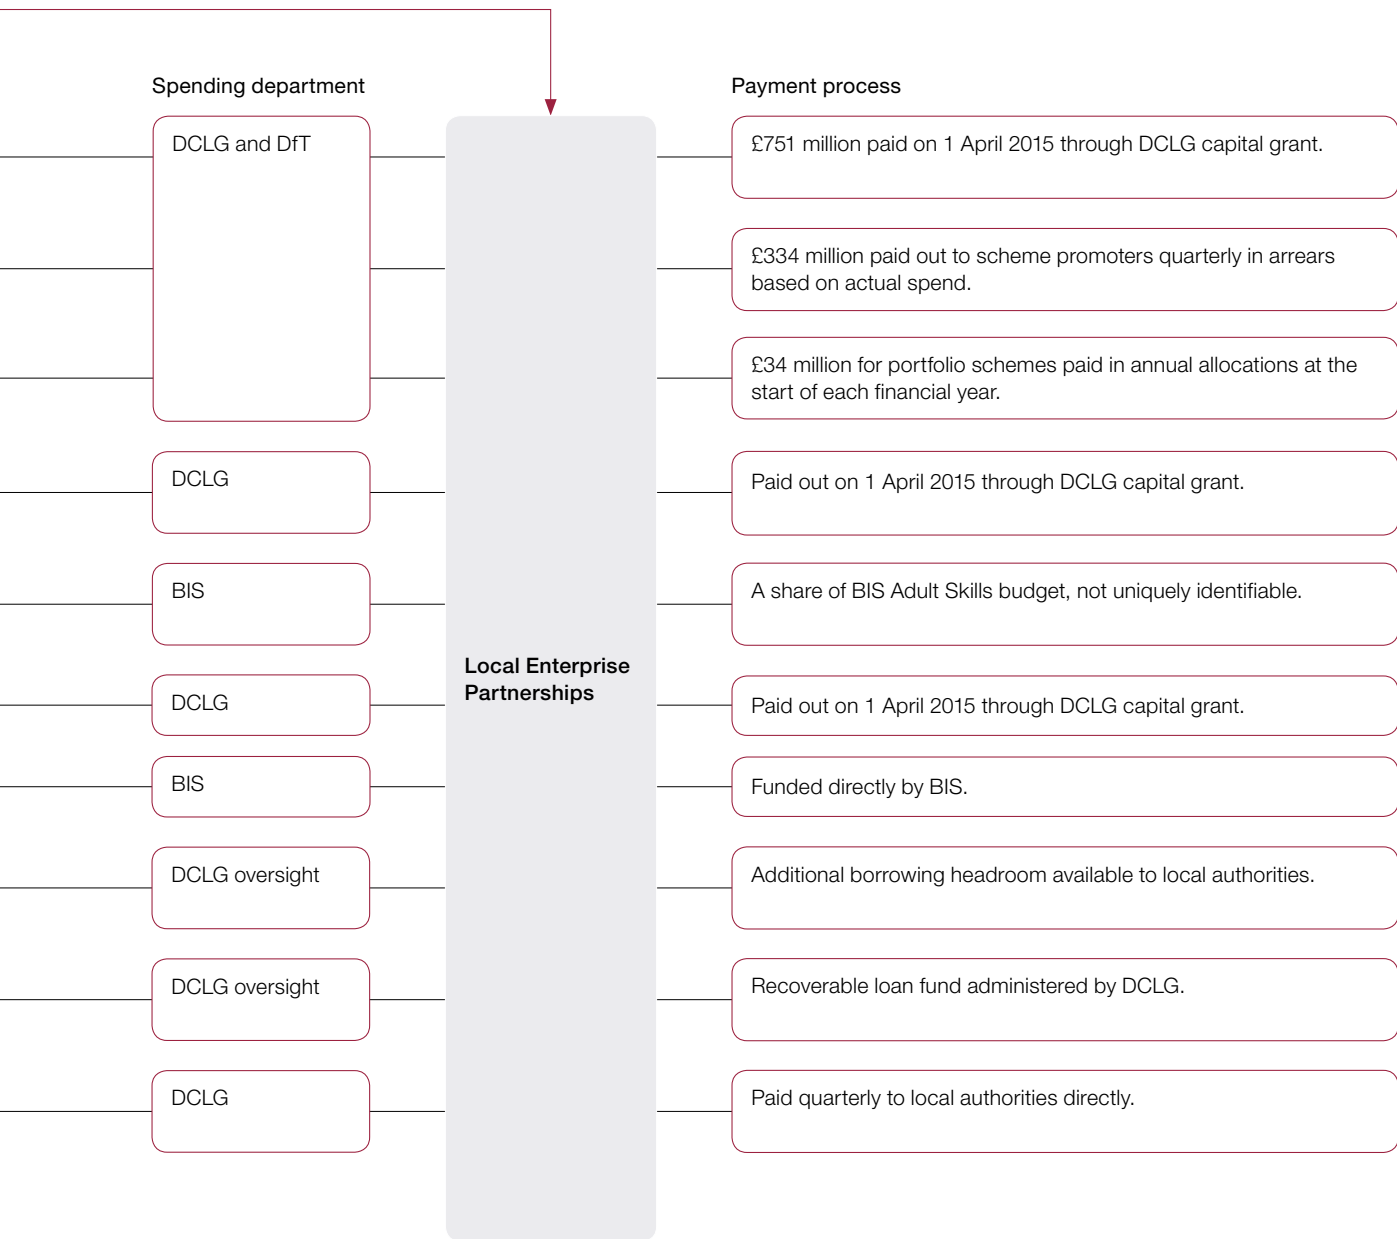 Spending department
Payment process
DCLG and DfT
£751 million paid on 1 April 2015 through DCLG capital grant.
£334 million paid out to scheme promoters quarterly in arrears
based on actual spend.
£34 million for portfolio schemes paid in annual allocations at the
start of each financial year.
DCLG
Paid out on 1 April 2015 through DCLG capital grant.
BIS
A share of BIS Adult Skills budget, not uniquely identifiable.
Local Enterprise
Partnerships
DCLG
Paid out on 1 April 2015 through DCLG capital grant.
BIS
Funded directly by BIS.
DCLG oversight
Additional borrowing headroom available to local authorities.
DCLG oversight
Recoverable loan fund administered by DCLG.
DCLG
Paid quarterly to local authorities directly.